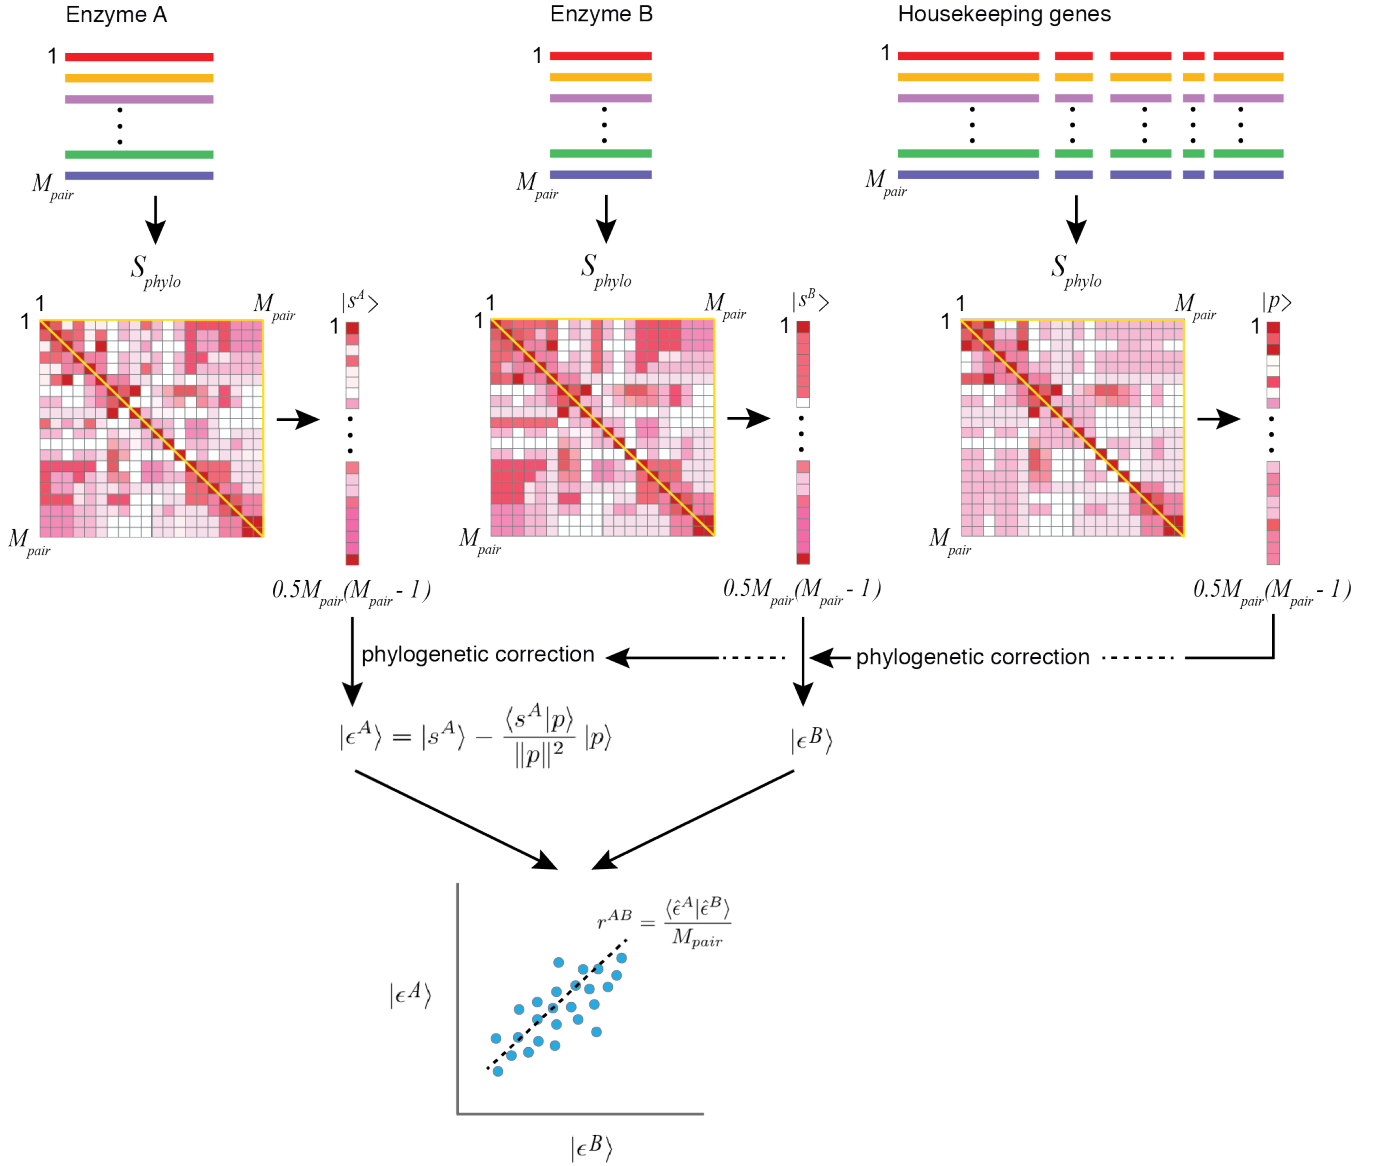 Enzyme A
Enzyme B
Housekeeping genes
1
1
1
M_pair
M_pair
M_pair
S_phylo
S_phylo
S_phylo
1 M_pair |s^A>
1 M_pair |s^B>
1 M_pair |p>
1 1
1 1
1 1
M_pair
M_pair
M_pair
0.5M_pair(M_pair - 1)
0.5M_pair(M_pair - 1)
0.5M_pair(M_pair - 1)
phylogenetic correction
phylogenetic correction
|ϵ^A⟩ = |s^A⟩ − ⟨s^A|p⟩ / ‖p‖² |p⟩
|ϵ^B⟩
r^AB = ⟨ϵ̂^A|ϵ̂^B⟩ / M_pair
|ϵ^A⟩
|ϵ^B⟩